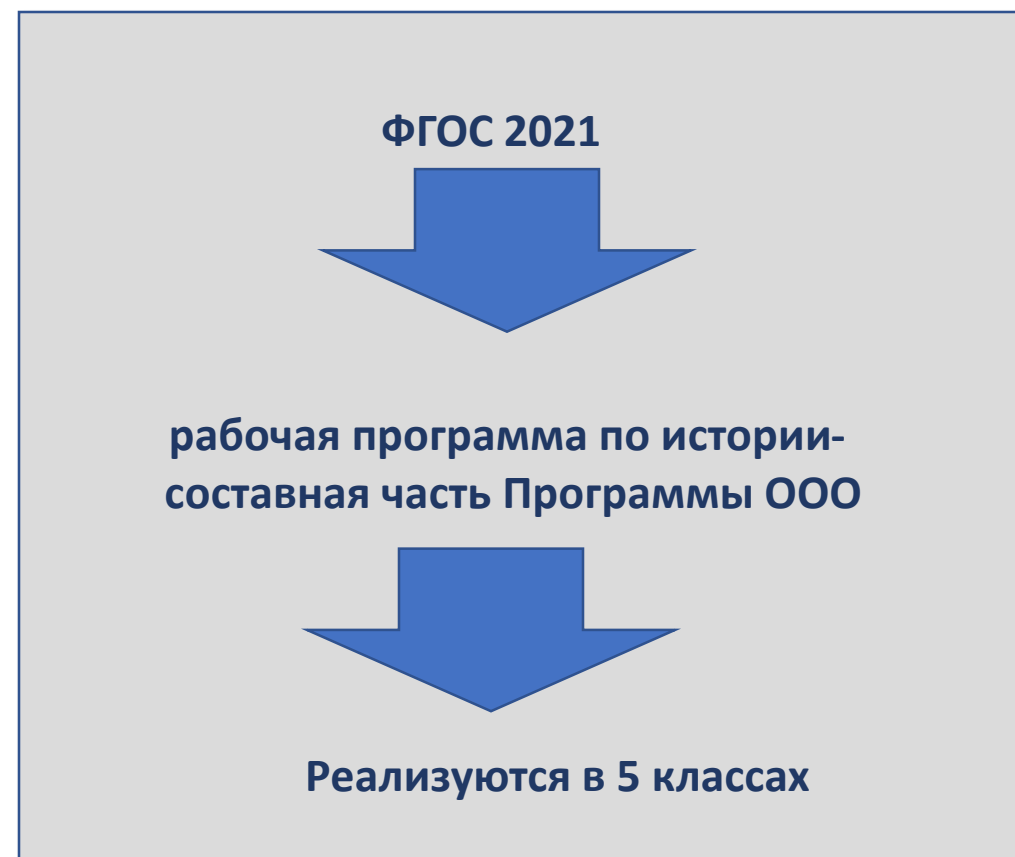 ФГОС 2021
рабочая программа по истории-
составная часть Программы ООО
Реализуются в 5 классах